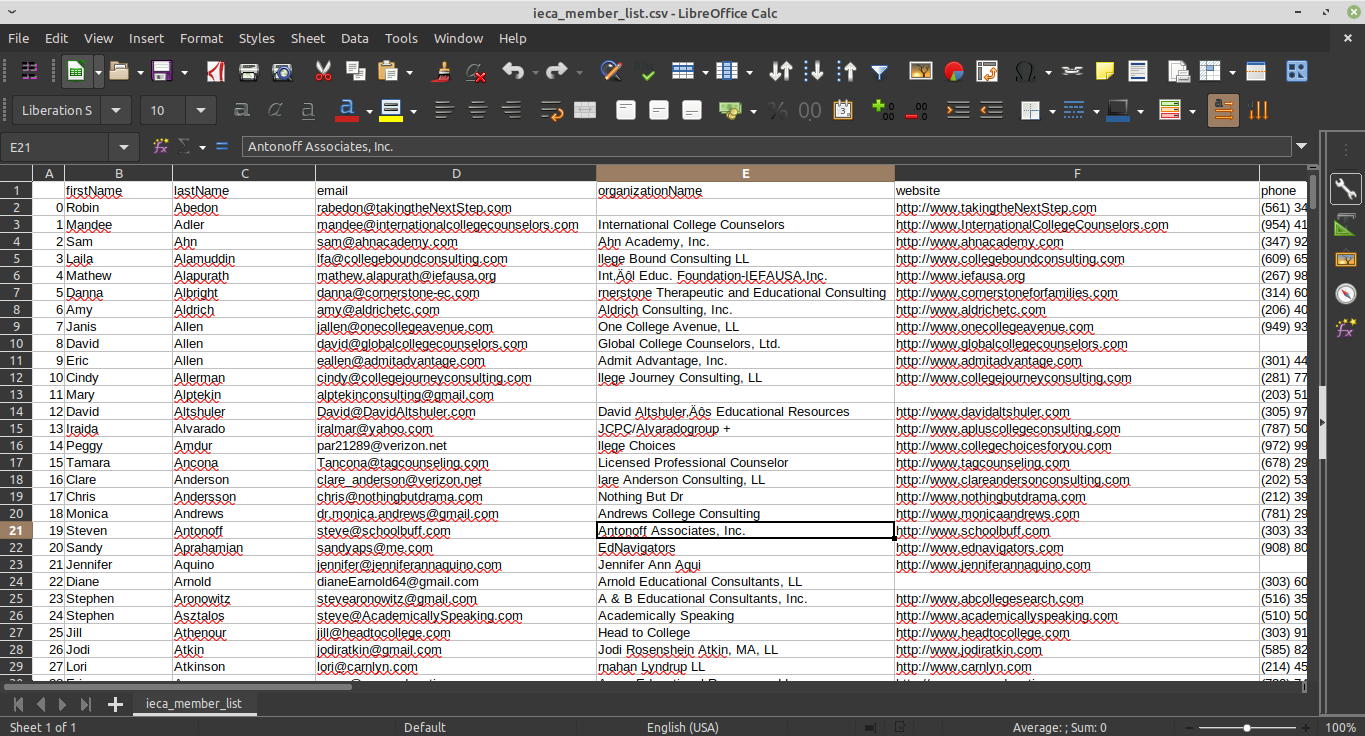 ieca_member_list.csv - LibreOffice Calc
File Edit View Insert Format Styles Sheet Data Tools Window Help
Liberation S 10
E21 Antonoff Associates, Inc.
A B C D E F
1 firstName lastName email organizationName website phone
2 0 Robin Abedon rabedon@takingtheNextStep.com http://www.takingtheNextStep.com (561) 34
3 1 Mandee Adler mandee@internationalcollegecounselors.com International College Counselors http://www.InternationalCollegeCounselors.com (954) 41
4 2 Sam Ahn sam@ahnacademy.com Ahn Academy, Inc. http://www.ahnacademy.com (347) 92
5 3 Laila Alamuddin lfa@collegeboundconsulting.com llege Bound Consulting LL http://www.collegeboundconsulting.com (609) 65
6 4 Mathew Alapurath mathew.alapurath@iefausa.org Int‚Äôl Educ. Foundation-IEFAUSA,Inc. http://www.iefausa.org (267) 98
7 5 Danna Albright danna@cornerstone-ec.com rnerstone Therapeutic and Educational Consulting http://www.cornerstoneforfamilies.com (314) 60
8 6 Amy Aldrich amy@aldrichetc.com Aldrich Consulting, Inc. http://www.aldrichetc.com (206) 40
9 7 Janis Allen jallen@onecollegeavenue.com One College Avenue, LL http://www.onecollegeavenue.com (949) 93
10 8 David Allen david@globalcollegecounselors.com Global College Counselors, Ltd. http://www.globalcollegecounselors.com
11 9 Eric Allen eallen@admitadvantage.com Admit Advantage, Inc. http://www.admitadvantage.com (301) 44
12 10 Cindy Allerman cindy@collegejourneyconsulting.com llege Journey Consulting, LL http://www.collegejourneyconsulting.com (281) 77
13 11 Mary Alptekin alptekinconsulting@gmail.com (203) 51
14 12 David Altshuler David@DavidAltshuler.com David Altshuler‚Äôs Educational Resources http://www.davidaltshuler.com (305) 97
15 13 Iraida Alvarado iralmar@yahoo.com JCPC/Alvaradogroup + http://www.apluscollegeconsulting.com (787) 50
16 14 Peggy Amdur par21289@verizon.net llege Choices http://www.collegechoicesforyou.com (972) 99
17 15 Tamara Ancona Tancona@tagcounseling.com Licensed Professional Counselor http://www.tagcounseling.com (678) 29
18 16 Clare Anderson clare_anderson@verizon.net lare Anderson Consulting, LL http://www.clareandersonconsulting.com (202) 53
19 17 Chris Andersson chris@nothingbutdrama.com Nothing But Dr http://www.nothingbutdrama.com (212) 39
20 18 Monica Andrews dr.monica.andrews@gmail.com Andrews College Consulting http://www.monicaandrews.com (781) 29
21 19 Steven Antonoff steve@schoolbuff.com Antonoff Associates, Inc. http://www.schoolbuff.com (303) 33
22 20 Sandy Aprahamian sandyaps@me.com EdNavigators http://www.ednavigators.com (908) 80
23 21 Jennifer Aquino jennifer@jenniferannaquino.com Jennifer Ann Aqui http://www.jenniferannaquino.com
24 22 Diane Arnold dianeEarnold64@gmail.com Arnold Educational Consultants, LL (303) 60
25 23 Stephen Aronowitz stevearonowitz@gmail.com A & B Educational Consultants, Inc. http://www.abcollegesearch.com (516) 35
26 24 Stephen Asztalos steve@AcademicallySpeaking.com Academically Speaking http://www.academicallyspeaking.com (510) 50
27 25 Jill Athenour jill@headtocollege.com Head to College http://www.headtocollege.com (303) 91
28 26 Jodi Atkin jodiratkin@gmail.com Jodi Rosenshein Atkin, MA, LL http://www.jodiratkin.com (585) 82
29 27 Lori Atkinson lori@carnlyn.com rnahan Lyndrup LL http://www.carnlyn.com (214) 45
ieca_member_list
Sheet 1 of 1 Default English (USA) Average: ; Sum: 0 100%